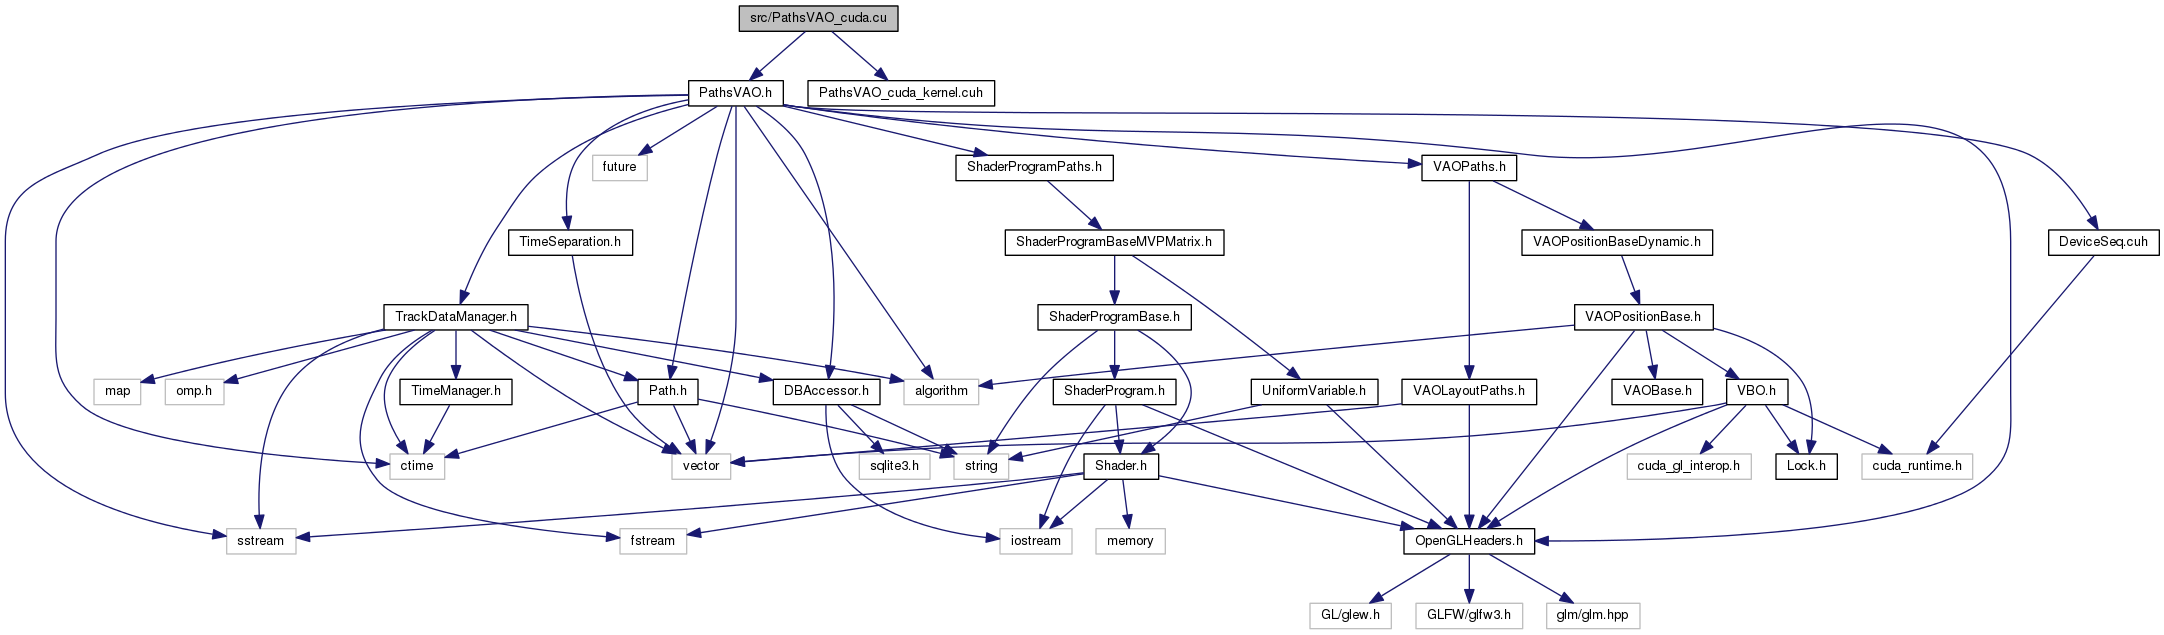 src/PathsVAO_cuda.cu
PathsVAO.h
PathsVAO_cuda_kernel.cuh
future
ShaderProgramPaths.h
VAOPaths.h
TimeSeparation.h
ShaderProgramBaseMVPMatrix.h
VAOPositionBaseDynamic.h
DeviceSeq.cuh
TrackDataManager.h
ShaderProgramBase.h
VAOPositionBase.h
map
omp.h
TimeManager.h
Path.h
DBAccessor.h
algorithm
ShaderProgram.h
UniformVariable.h
VAOLayoutPaths.h
VAOBase.h
VBO.h
ctime
vector
sqlite3.h
string
Shader.h
cuda_gl_interop.h
Lock.h
cuda_runtime.h
sstream
fstream
iostream
memory
OpenGLHeaders.h
GL/glew.h
GLFW/glfw3.h
glm/glm.hpp